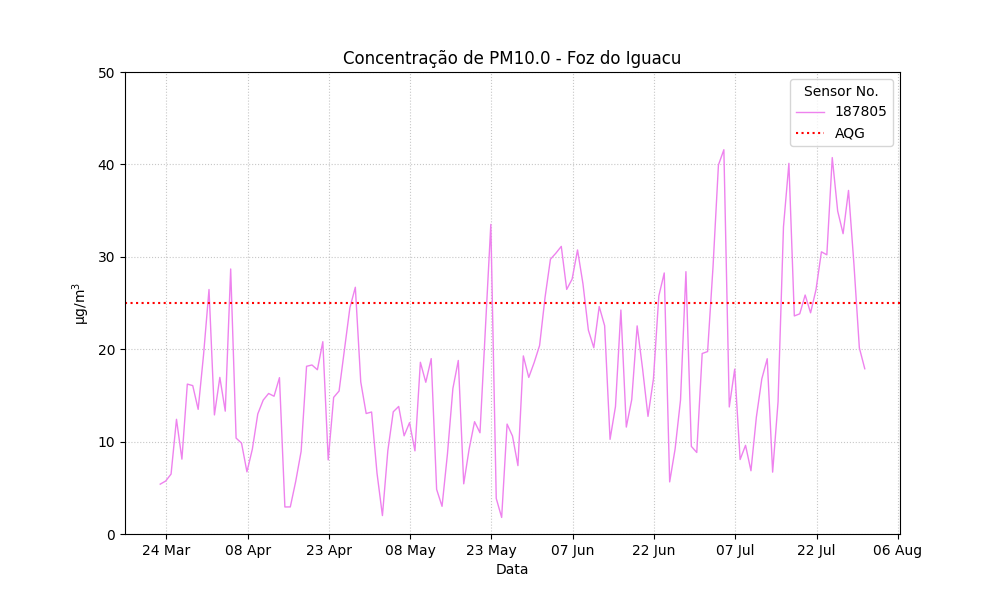 Concentração de PM10.0 - Foz do Iguacu
Sensor No.
187805
AQG
50
40
30
20
10
0
µg/m³
24 Mar
08 Apr
23 Apr
08 May
23 May
07 Jun
22 Jun
07 Jul
22 Jul
06 Aug
Data